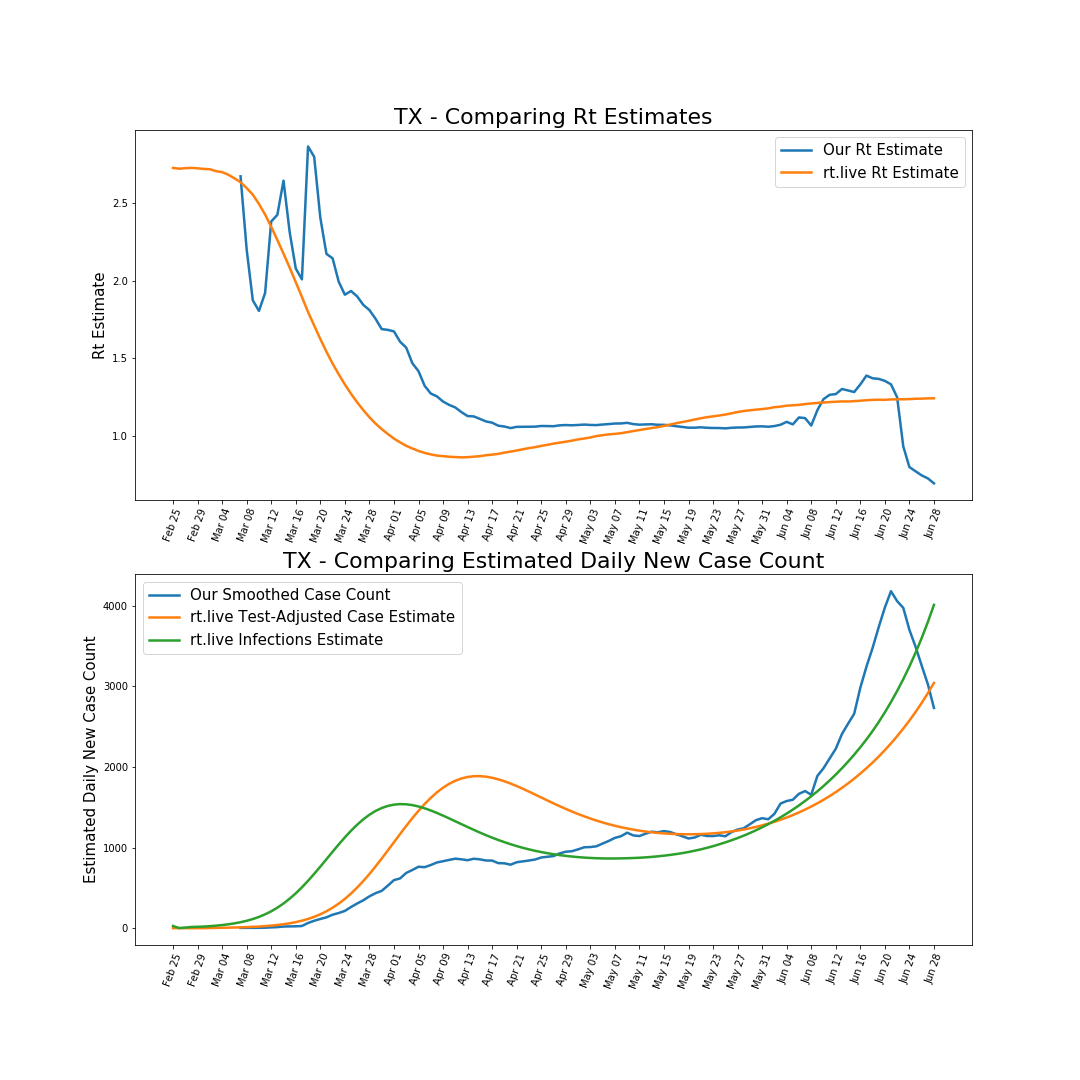 TX - Comparing Rt Estimates
Our Rt Estimate
rt.live Rt Estimate
Rt Estimate
2.5
2.0
1.5
1.0
Feb 25 Feb 29 Mar 04 Mar 08 Mar 12 Mar 16 Mar 20 Mar 24 Mar 28 Apr 01 Apr 05 Apr 09 Apr 13 Apr 17 Apr 21 Apr 25 Apr 29 May 03 May 07 May 11 May 15 May 19 May 23 May 27 May 31 Jun 04 Jun 08 Jun 12 Jun 16 Jun 20 Jun 24 Jun 28
TX - Comparing Estimated Daily New Case Count
Our Smoothed Case Count
rt.live Test-Adjusted Case Estimate
rt.live Infections Estimate
Estimated Daily New Case Count
4000
3000
2000
1000
0
Feb 25 Feb 29 Mar 04 Mar 08 Mar 12 Mar 16 Mar 20 Mar 24 Mar 28 Apr 01 Apr 05 Apr 09 Apr 13 Apr 17 Apr 21 Apr 25 Apr 29 May 03 May 07 May 11 May 15 May 19 May 23 May 27 May 31 Jun 04 Jun 08 Jun 12 Jun 16 Jun 20 Jun 24 Jun 28